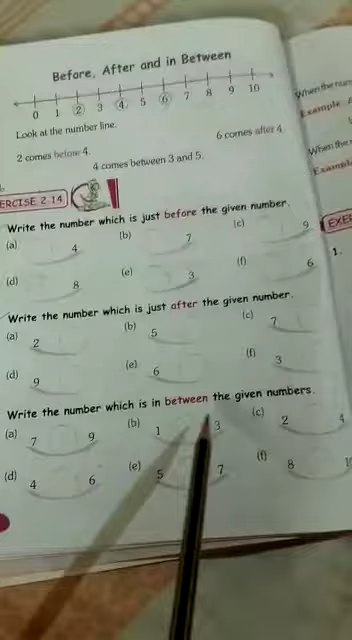 Before, After and in Between
0 1 2 3 4 5 6 7 8 9 10
Look at the number line.
2 comes below 4.
6 comes after 4.
4 comes between 3 and 5.
ERCISE 2.14
Write the number which is just before the given number.
(a) 4 (b) 7 (c) 9
(d) 8 (e) 3 (f) 6
Write the number which is just after the given number.
(a) 2 (b) 5 (c) 7
(d) 9 (e) 6 (f) 3
Write the number which is in between the given numbers.
(a) 7 9 (b) 1 3 (c) 2 4
(d) 4 6 (e) 5 7 (f) 8
When the
Example
When the
Exampl
EXE
1.